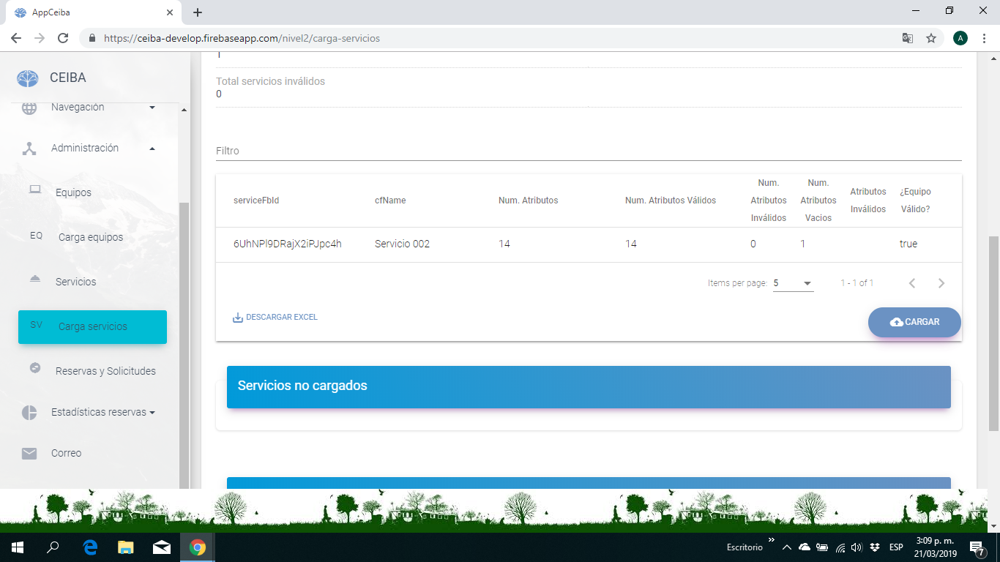 AppCeiba
https://ceiba-develop.firebaseapp.com/nivel2/carga-servicios
A
CEIBA
Navegación
Administración
Equipos
EQ Carga equipos
Servicios
SV Carga servicios
Reservas y Solicitudes
Estadísticas reservas
Correo
1
Total servicios inválidos
0
Filtro
serviceFbId cfName Num. Atributos Num. Atributos Válidos Num. Atributos Inválidos Num. Atributos Vacios Atributos Inválidos ¿Equipo Válido?
6UhNPl9DRajX2iPJpc4h Servicio 002 14 14 0 1 true
Items per page: 5 1 - 1 of 1
DESCARGAR EXCEL
CARGAR
Servicios no cargados
Escritorio
ESP
3:09 p. m.
21/03/2019
7